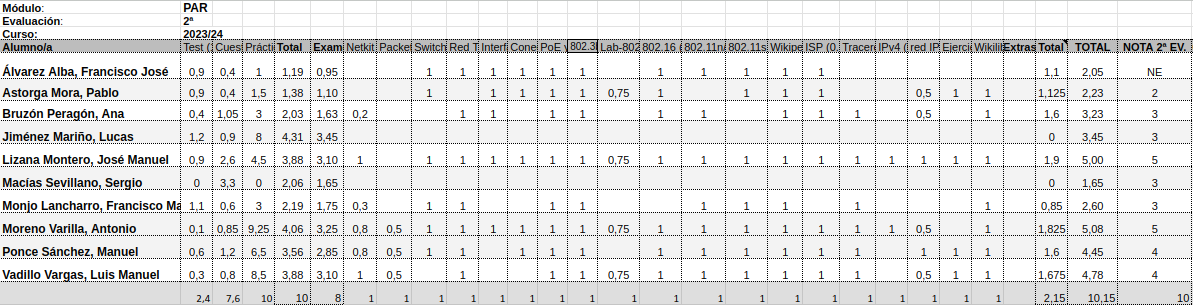 Módulo: PAR
Evaluación: 2ª
Curso: 2023/24
Alumno/a Test ( Cues Prácti Total Exam Netkit Packe Switch Red T Interf Cone PoE 802.3 Lab-802 802.16 802.11n/ 802.11s Wikipe ISP (0. Tracer IPv4 ( red IP Ejerci Wikilib Extras Total TOTAL NOTA 2ª EV.
Álvarez Alba, Francisco José 0,9 0,4 1 1,19 0,95 1 1 1 1 1 1 1 1 1 1 1 1,1 2,05 NE
Astorga Mora, Pablo 0,9 0,4 1,5 1,38 1,10 1 1 1 1 1 0,75 1 1 1 1 0,5 1 1 1,125 2,23 2
Bruzón Peragón, Ana 0,4 1,05 3 2,03 1,63 0,2 1 1 1 1 1 1 1 1 1 1 0,5 1 1,6 3,23 3
Jiménez Mariño, Lucas 1,2 0,9 8 4,31 3,45 0 3,45 3
Lizana Montero, José Manuel 0,9 2,6 4,5 3,88 3,10 1 1 1 1 1 1 1 0,75 1 1 1 1 1 1 1 1 1 1 1,9 5,00 5
Macías Sevillano, Sergio 0 3,3 0 2,06 1,65 0 1,65 3
Monjo Lancharro, Francisco Ma 1,1 0,6 3 2,19 1,75 0,3 1 1 1 1 1 1 1 1 1 0,85 2,60 3
Moreno Varilla, Antonio 0,1 0,85 9,25 4,06 3,25 0,8 0,5 1 1 1 1 0,75 1 1 1 1 1 1 1 0,5 1 1 1,825 5,08 5
Ponce Sánchez, Manuel 0,6 1,2 6,5 3,56 2,85 0,8 0,5 1 1 1 1 1 1 1 1 1 1 1 1 1 1,6 4,45 4
Vadillo Vargas, Luis Manuel 0,3 0,8 8,5 3,88 3,10 1 0,5 1 1 1 0,75 1 1 1 1 1 1 0,5 1 1 1,675 4,78 4
2,4 7,6 10 10 8 1 1 1 1 1 1 1 1 1 1 1 1 1 1 1 1 1 1 1 2,15 10,15 10